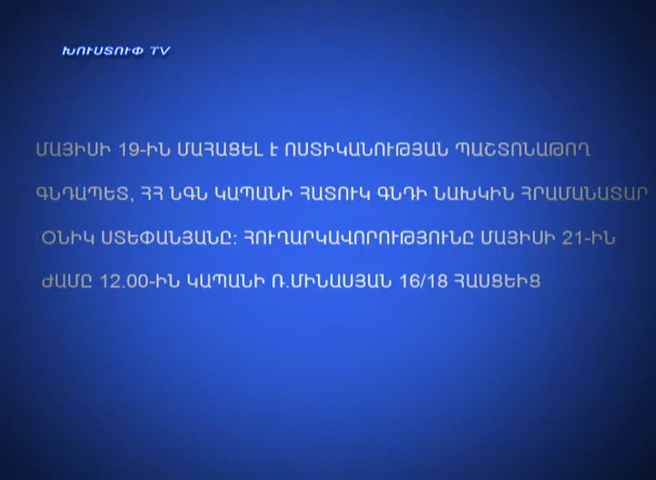 ԽՈՒՍՏՈՒՓ TV
ՄԱՅԻՍԻ 19-ԻՆ ՄԱՀԱՑԵԼ է ՈՍՏԻԿԱՆՈՒԹՅԱՆ ՊԱՇՏՈՆԱԹՈՂ
ԳՆԴԱՊԵՏ, ՀՀ ՆԳՆ ԿԱՊԱՆԻ ՀԱՏՈՒԿ ԳՆԴԻ ՆԱԽԿԻՆ ՀՐԱՄԱՆԱՏԱՐ
ՕՆԻԿ ՍՏԵՓԱՆՅԱՆԸ: ՀՈՒՂԱՐԿԱՎՈՐՈՒԹՅՈՒՆԸ ՄԱՅԻՍԻ 21-ԻՆ
ԺԱՄԸ 12.00-ԻՆ ԿԱՊԱՆԻ Ռ.ՄԻՆԱՍՅԱՆ 16/18 ՀԱՍՑԵԻՑ